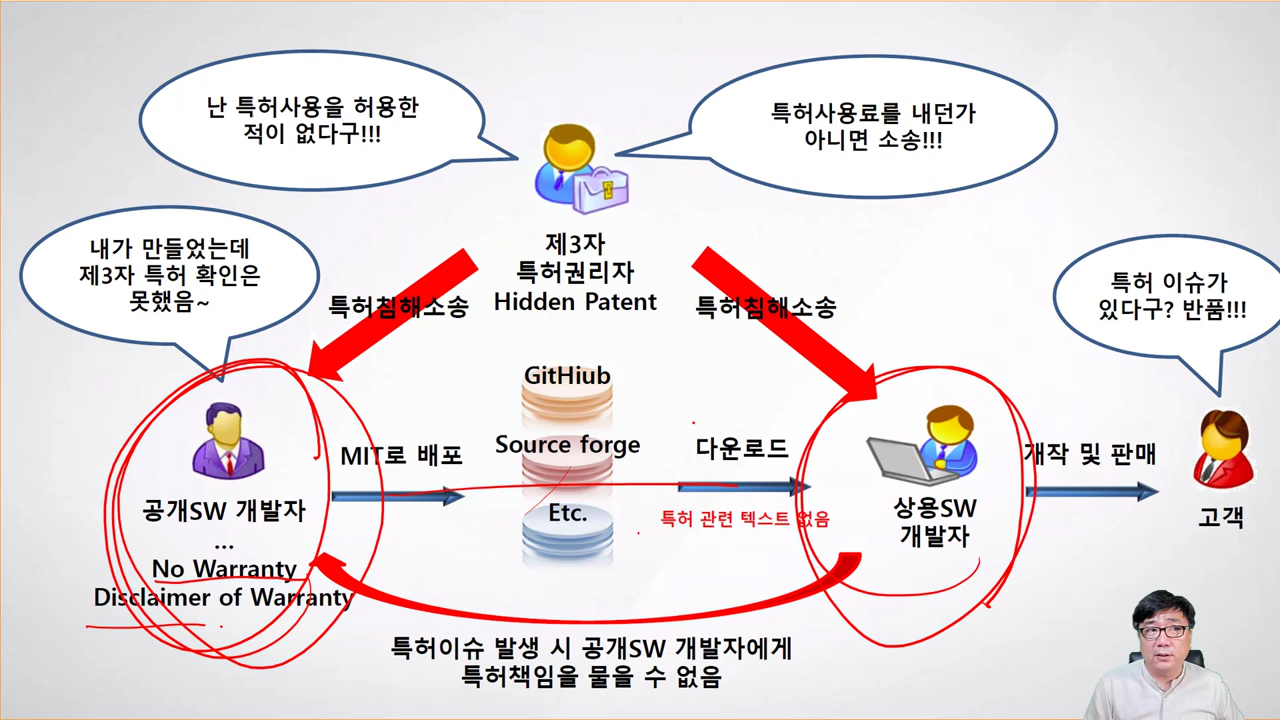 난 특허사용을 허용한
적이 없다구!!!
특허사용료를 내던가
아니면 소송!!!
제3자
특허권리자
Hidden Patent
내가 만들었는데
제3자 특허 확인은
못했음~
특허 이슈가
있다구? 반품!!!
특허침해소송
특허침해소송
GitHiub
Source forge
Etc.
MIT로 배포
다운로드
개작 및 판매
특허 관련 텍스트 없음
공개SW 개발자
...
No Warranty
Disclaimer of Warranty
상용SW
개발자
고객
특허이슈 발생 시 공개SW 개발자에게
특허책임을 물을 수 없음